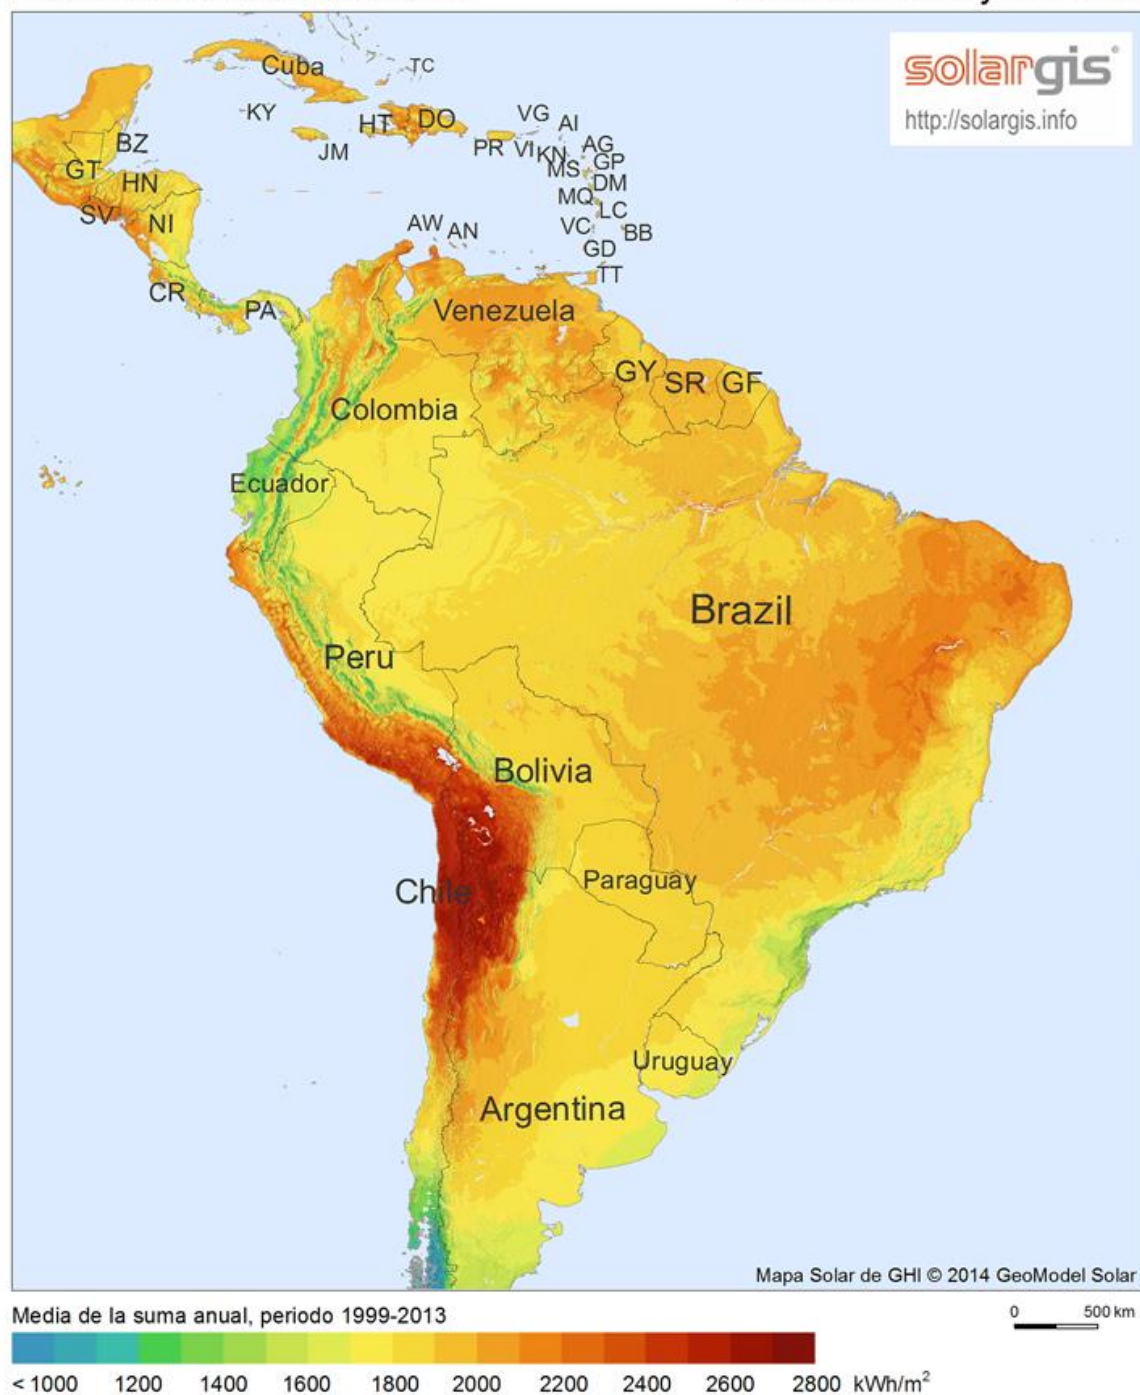 solargis
http://solargis.info
Cuba
TC
KY
HT
DO
VG
AI
JM
PR
VI
KN
AG
MS
GP
DM
MQ
LC
VC
BB
GD
TT
BZ
GT
HN
SV
NI
AW
AN
CR
PA
Venezuela
GY
SR
GF
Colombia
Ecuador
Brazil
Peru
Bolivia
Chile
Paraguay
Uruguay
Argentina
Mapa Solar de GHI © 2014 GeoModel Solar
Media de la suma anual, periodo 1999-2013
0 500 km
< 1000 1200 1400 1600 1800 2000 2200 2400 2600 2800 kWh/m²